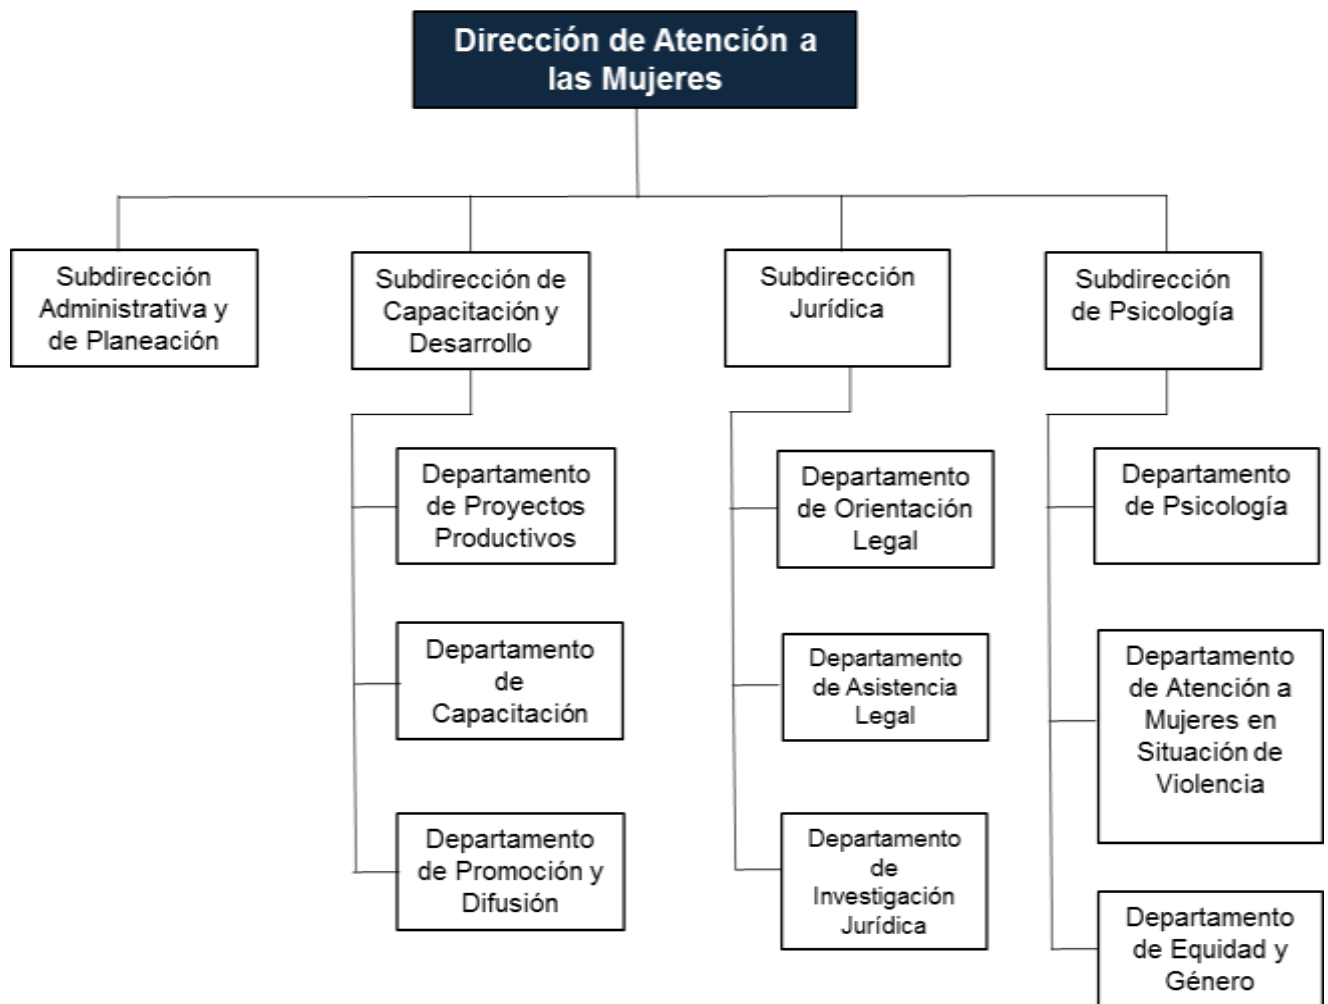 Dirección de Atención a
las Mujeres
Subdirección
Administrativa y
de Planeación
Subdirección de
Capacitación y
Desarrollo
Subdirección
Jurídica
Subdirección
de Psicología
Departamento
de Proyectos
Productivos
Departamento
de
Capacitación
Departamento
de Promoción y
Difusión
Departamento
de Orientación
Legal
Departamento
de Asistencia
Legal
Departamento
de
Investigación
Jurídica
Departamento
de Psicología
Departamento
de Atención a
Mujeres en
Situación de
Violencia
Departamento
de Equidad y
Género